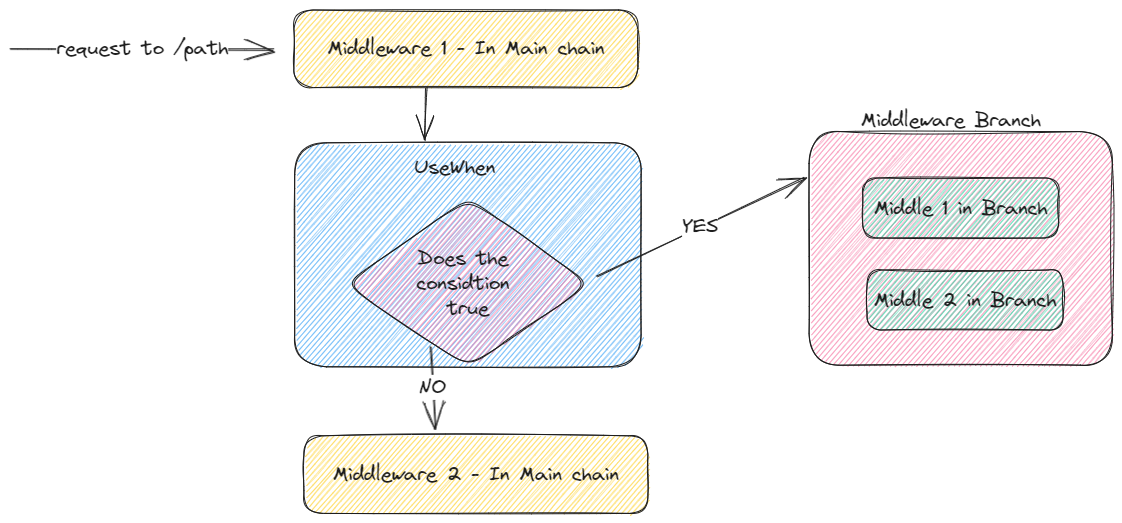 request to /path
Middleware 1 - In Main chain
UseWhen
Does the
considtion
true
YES
Middleware Branch
Middle 1 in Branch
Middle 2 in Branch
NO
Middleware 2 - In Main chain